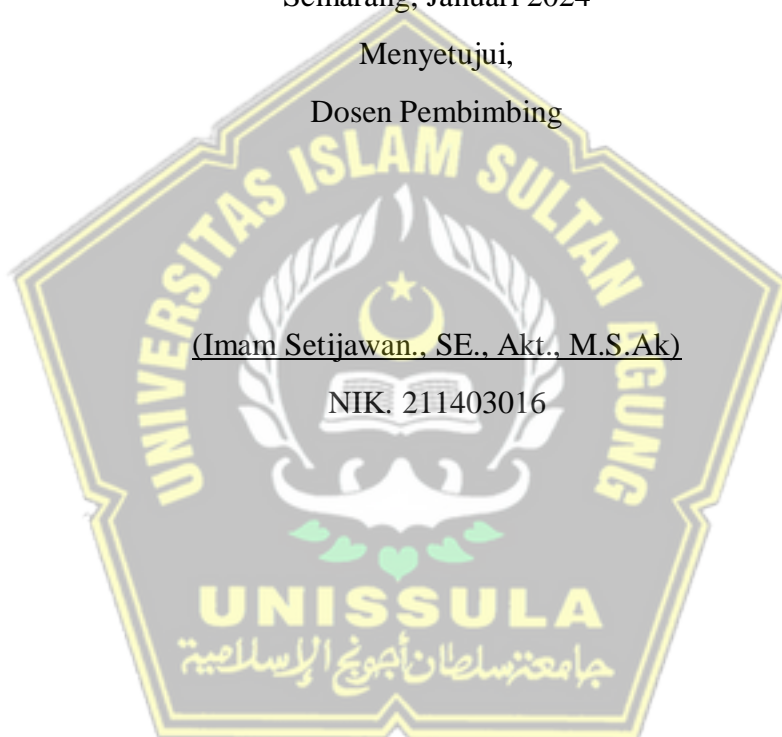 Semarang, Januari 2024
Menyetujui,
Dosen Pembimbing
UNIVERSITAS ISLAM SULTAN AGUNG
(Imam Setijawan., SE., Akt., M.S.Ak)
NIK. 211403016
UNISSULA
جامعة سلطان أجونج الإسلامية